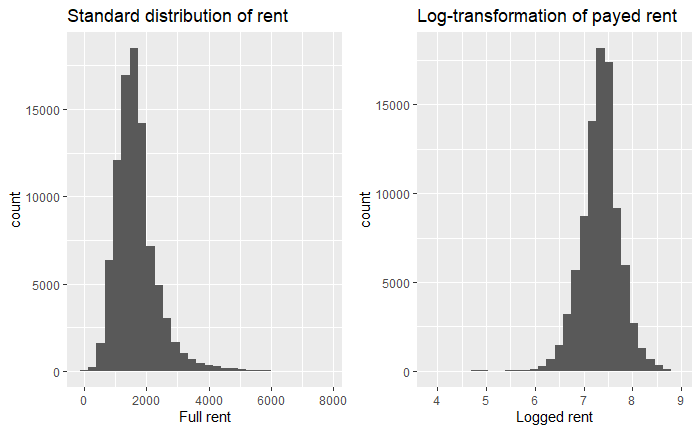 Standard distribution of rent
count
15000
10000
5000
0
0 2000 4000 6000 8000
Full rent
Log-transformation of payed rent
count
15000
10000
5000
0
4 5 6 7 8 9
Logged rent